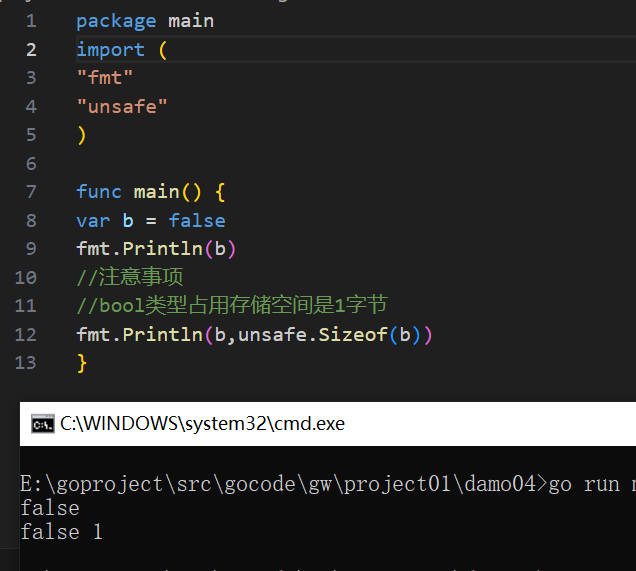 1 package main
2 import (
3 "fmt"
4 "unsafe"
5 )
6
7 func main() {
8 var b = false
9 fmt.Println(b)
10 //注意事项
11 //bool类型占用存储空间是1字节
12 fmt.Println(b,unsafe.Sizeof(b))
13 }
C:\WINDOWS\system32\cmd.exe
E:\goproject\src\gocode\gw\project01\damo04>go run
false
false 1